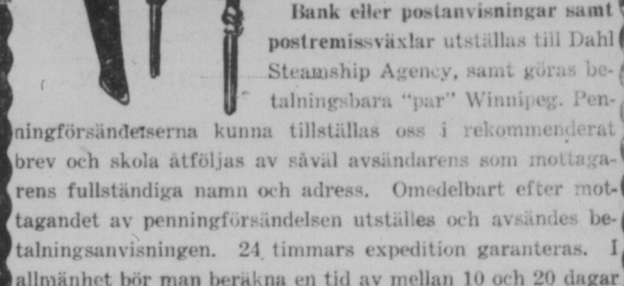 Bank eller postanvisningar samt
postremissväxlar utställas till Dahl
Steamship Agency, samt göras be-
talningsbara "par" Winnipeg. Pen-
ningförsändelserna kunna tillställas oss i rekommenderat
brev och skola åtföljas av såväl avsändarens som mottaga-
rens fullständiga namn och adress. Omedelbart efter mot-
tagandet av penningförsändelsen utställes och avsändes be-
talningsanvisningen. 24 timmars expedition garanteras. I
allmänhet bör man beräkna en tid av mellan 10 och 20 dagar